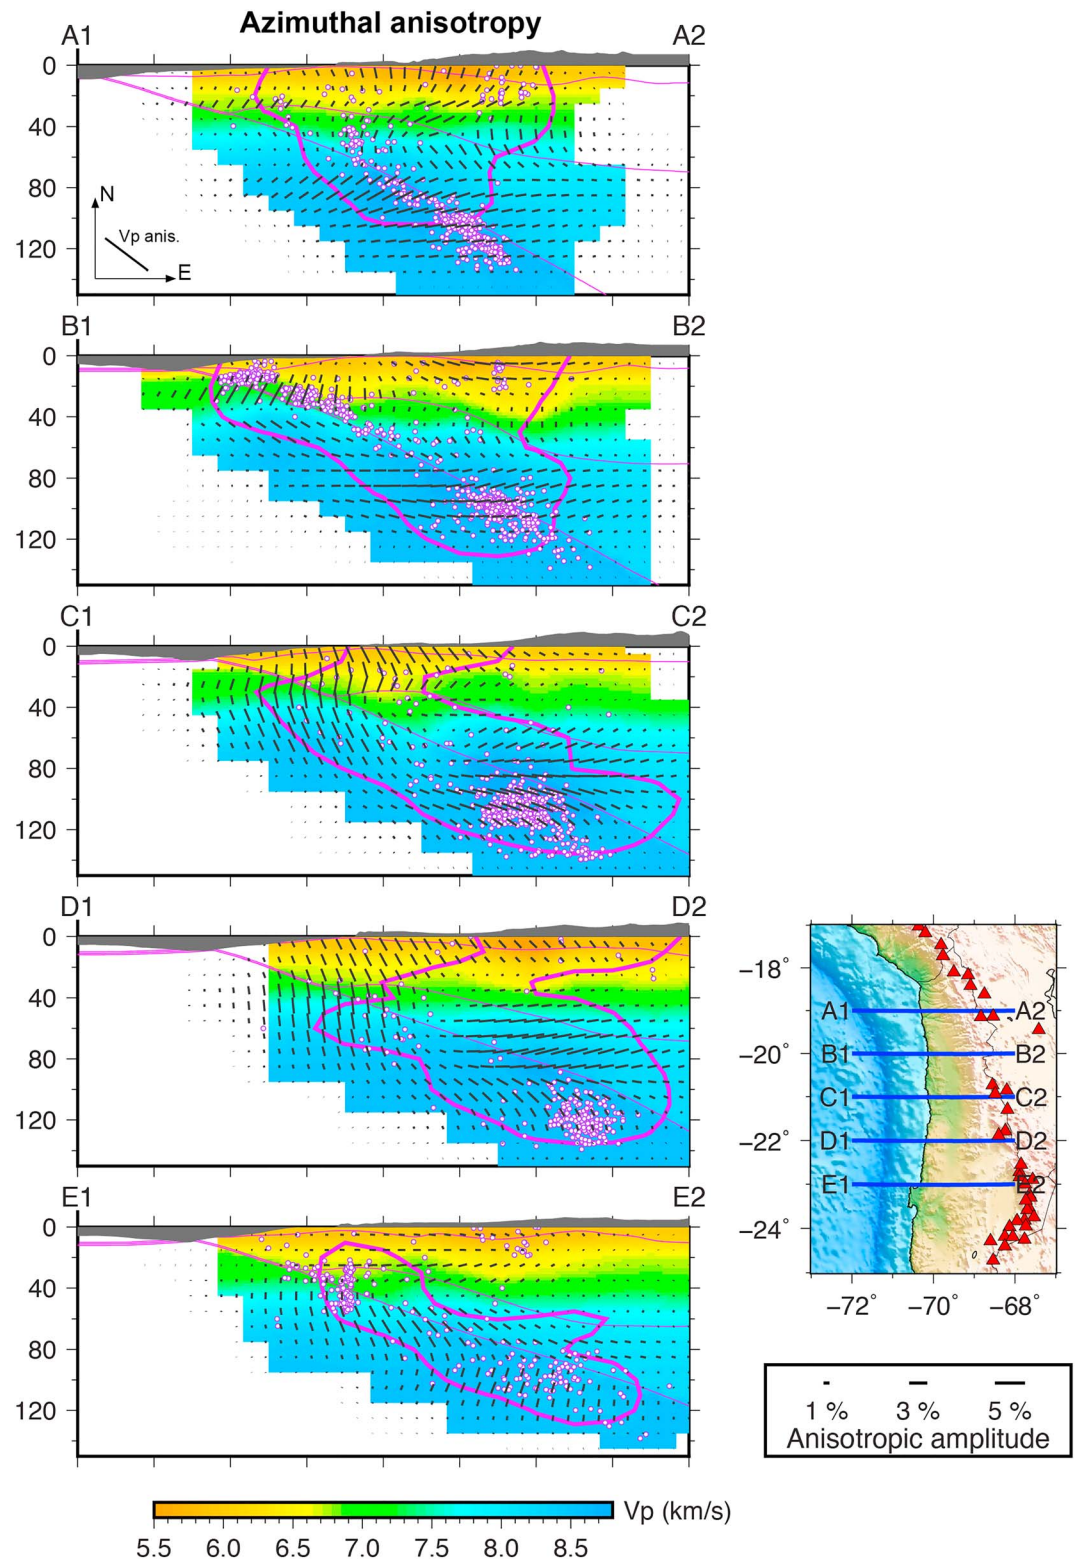 Azimuthal anisotropy
A1 A2
0
40
80
120
N
Vp anis.
E
B1 B2
0
40
80
120
C1 C2
0
40
80
120
D1 D2
0
40
80
120
E1 E2
0
40
80
120
−18°
−20°
−22°
−24°
A1 A2
B1 B2
C1 C2
D1 D2
E1 E2
−72° −70° −68°
1 % 3 % 5 %
Anisotropic amplitude
Vp (km/s)
5.5 6.0 6.5 7.0 7.5 8.0 8.5